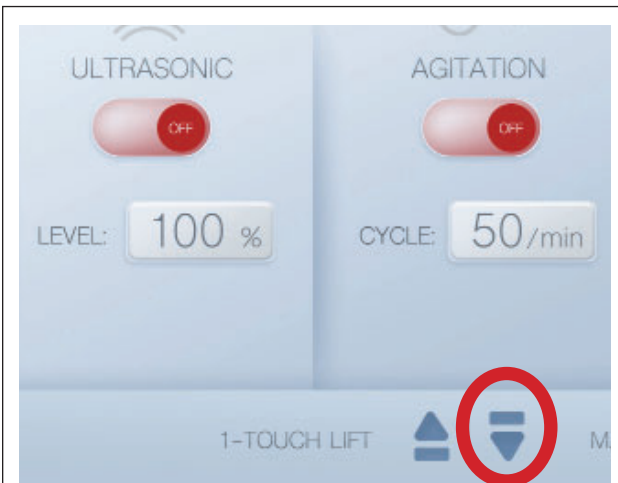 ULTRASONIC
OFF
LEVEL: 100 %
AGITATION
OFF
CYCLE: 50/min
1-TOUCH LIFT